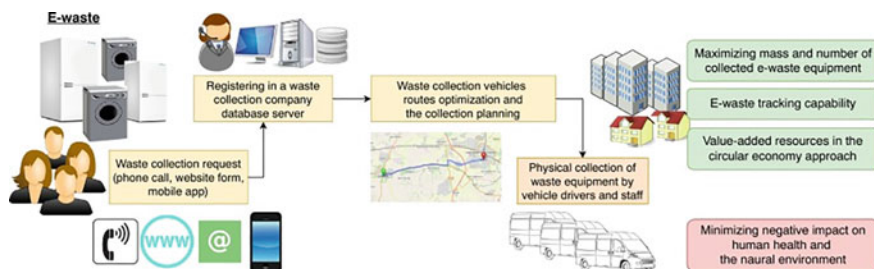 E-waste
Waste collection request
(phone call, website form,
mobile app)
www
@
Registering in a waste
collection company
database server
Waste collection vehicles
routes optimization and
the collection planning
Physical collection of
waste equipment by
vehicle drivers and staff
Maximizing mass and number of
collected e-waste equipment
E-waste tracking capability
Value-added resources in the
circular economy approach
Minimizing negative impact on
human health and
the naural environment